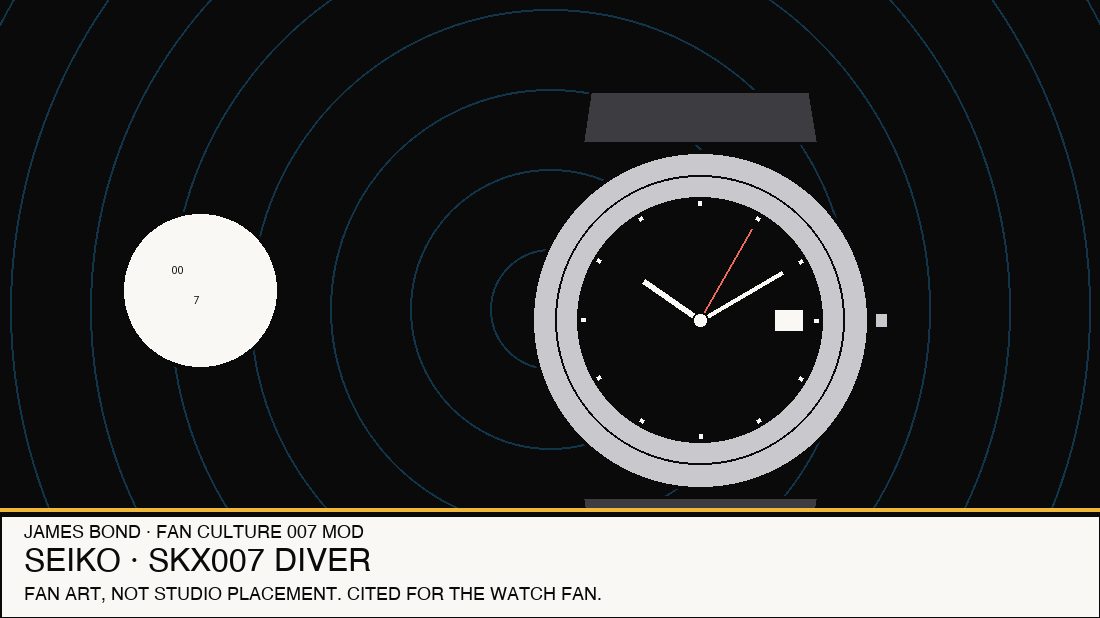 00
7
JAMES BOND · FAN CULTURE 007 MOD
SEIKO · SKX007 DIVER
FAN ART, NOT STUDIO PLACEMENT. CITED FOR THE WATCH FAN.